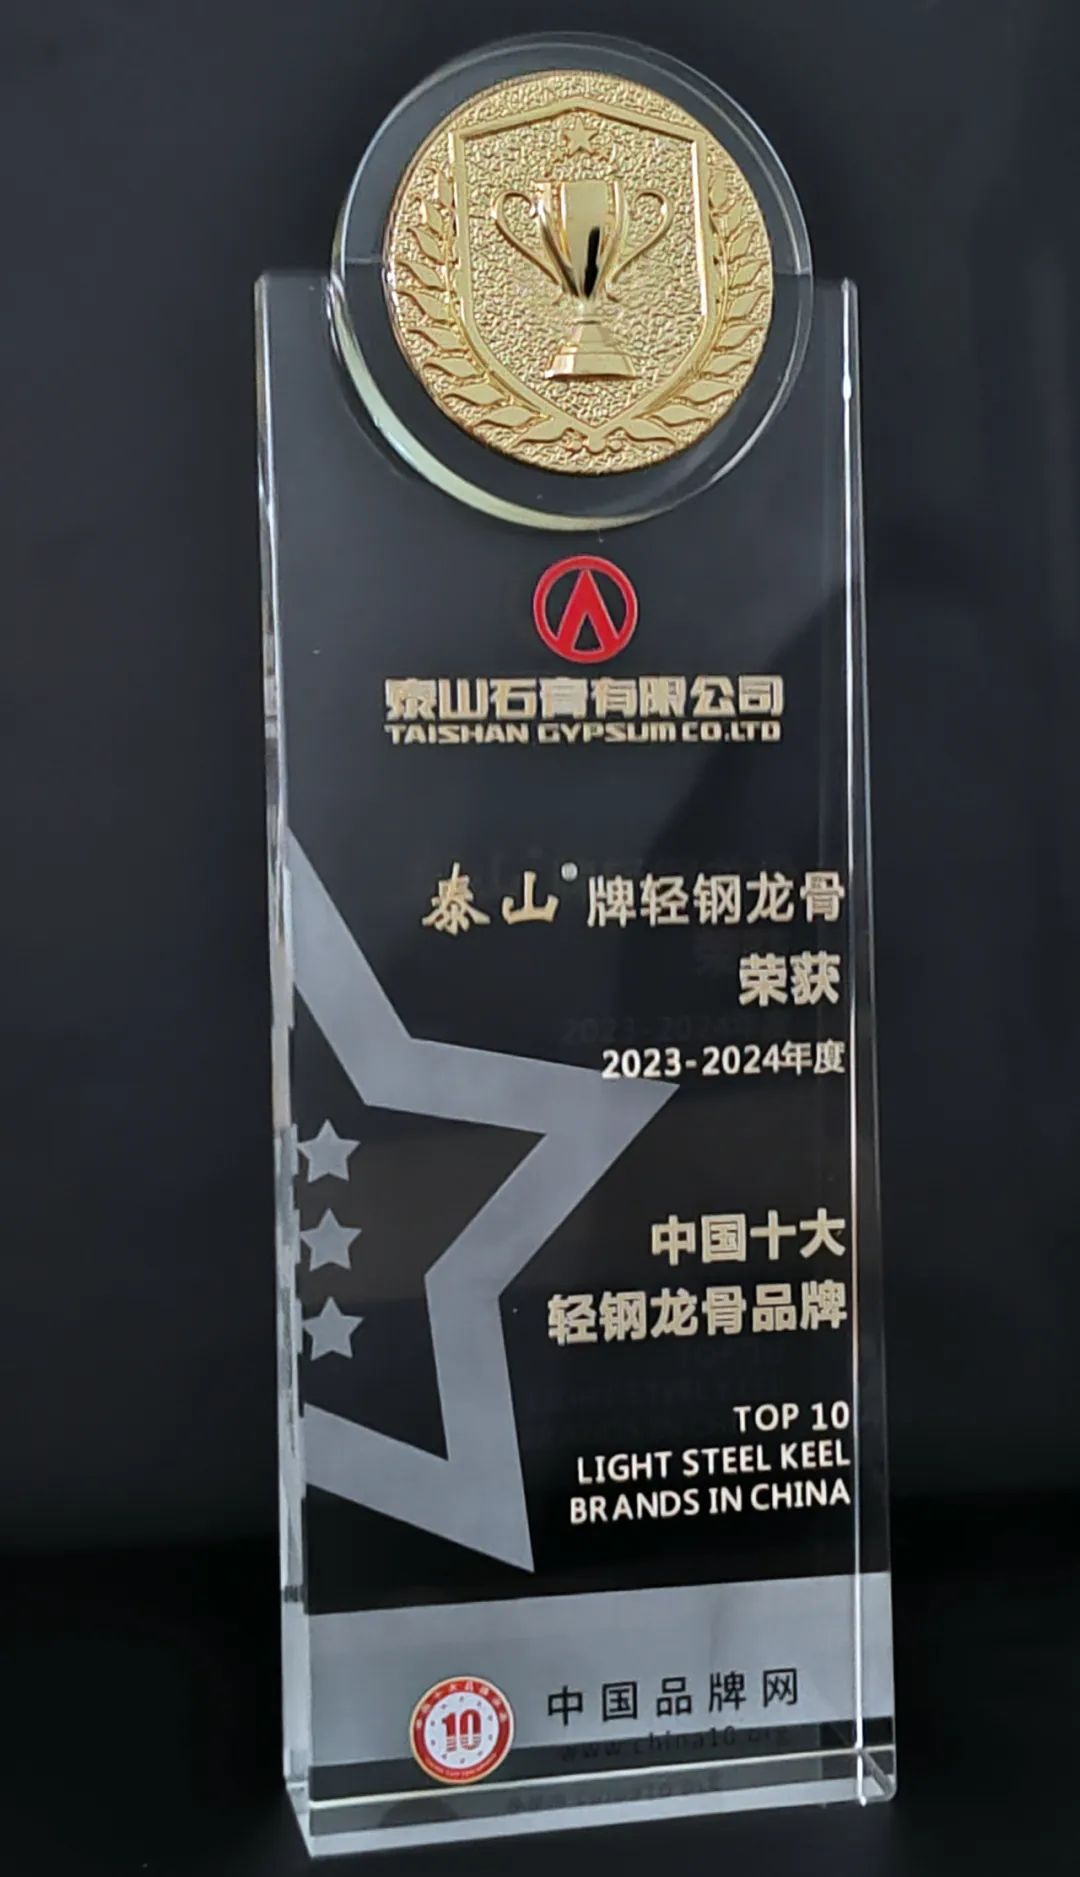 泰山石膏有限公司
TAISHAN GYPSUM CO.LTD
泰山®牌轻钢龙骨
荣获
2023-2024年度
中国十大
轻钢龙骨品牌
TOP 10
LIGHT STEEL KEEL
BRANDS IN CHINA
10
中国品牌网
www.china10.org